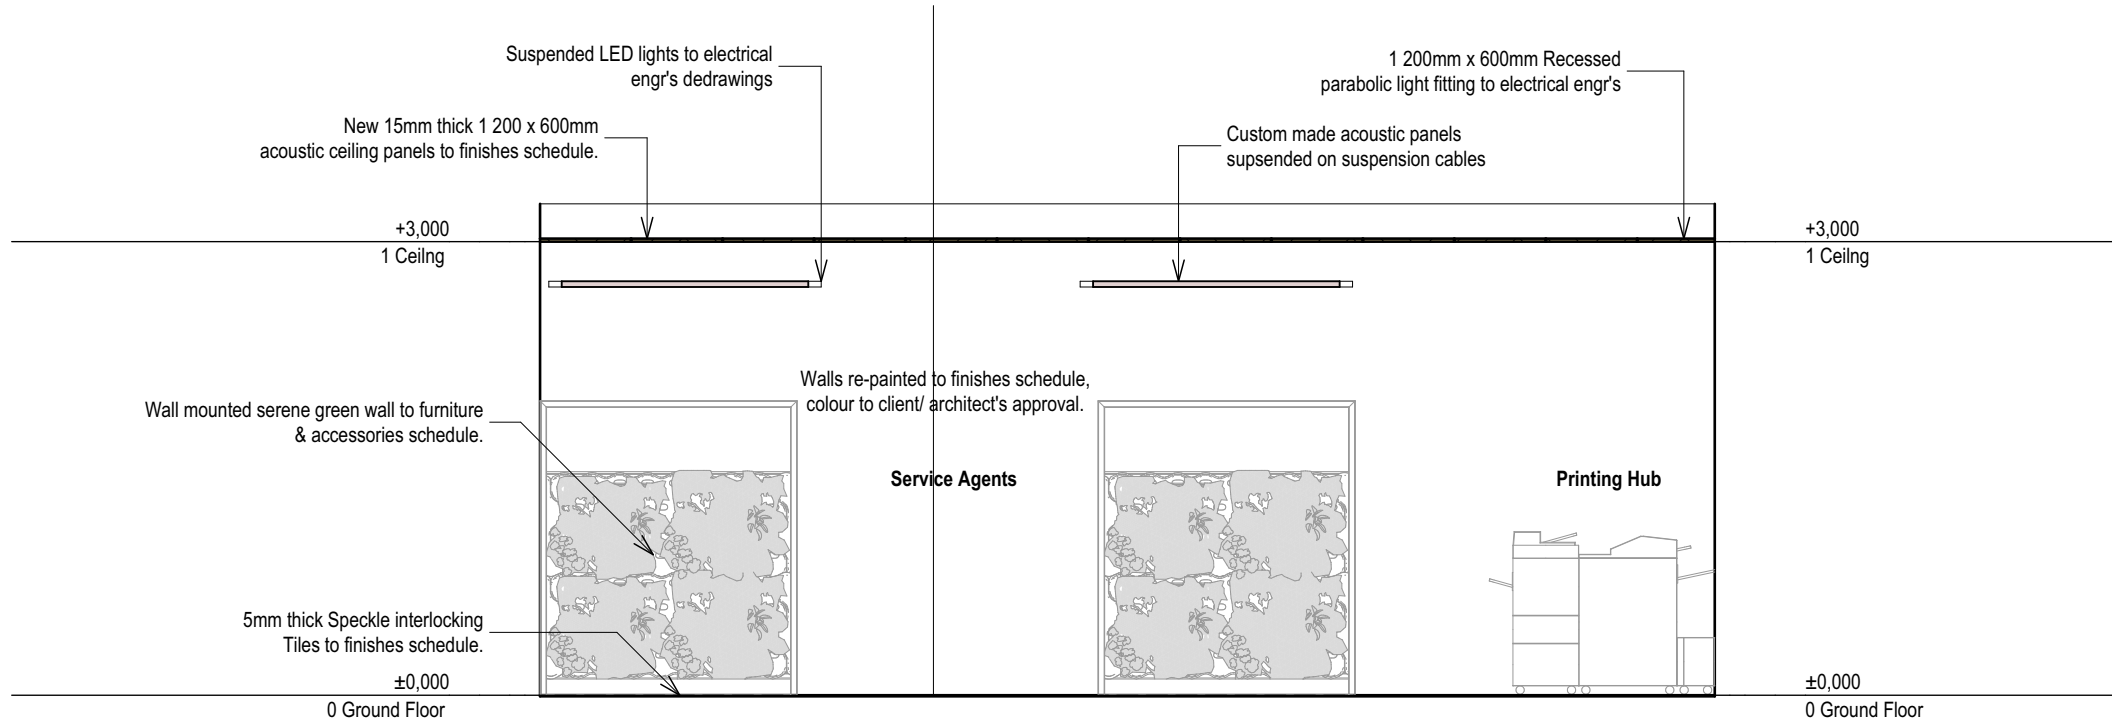 Suspended LED lights to electrical
engr's dedrawings
1 200mm x 600mm Recessed
parabolic light fitting to electrical engr's
New 15mm thick 1 200 x 600mm
acoustic ceiling panels to finishes schedule.
Custom made acoustic panels
supsended on suspension cables
+3,000
1 Ceilng
+3,000
1 Ceilng
Walls re-painted to finishes schedule,
colour to client/ architect's approval.
Wall mounted serene green wall to furniture
& accessories schedule.
Service Agents
Printing Hub
5mm thick Speckle interlocking
Tiles to finishes schedule.
±0,000
0 Ground Floor
±0,000
0 Ground Floor